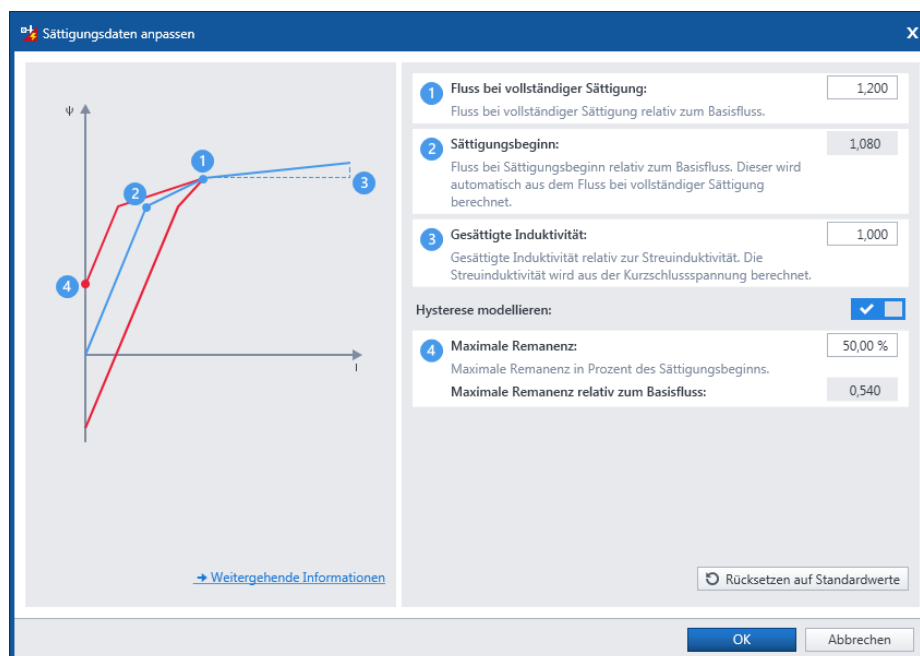 Sättigungsdaten anpassen
X
ψ
1
2
3
4
I
→ Weitergehende Informationen
1 Fluss bei vollständiger Sättigung: 1,200
Fluss bei vollständiger Sättigung relativ zum Basisfluss.
2 Sättigungsbeginn: 1,080
Fluss bei Sättigungsbeginn relativ zum Basisfluss. Dieser wird
automatisch aus dem Fluss bei vollständiger Sättigung
berechnet.
3 Gesättigte Induktivität: 1,000
Gesättigte Induktivität relativ zur Streuinduktivität. Die
Streuinduktivität wird aus der Kurzschlussspannung berechnet.
Hysterese modellieren:
4 Maximale Remanenz: 50,00 %
Maximale Remanenz in Prozent des Sättigungsbeginns.
Maximale Remanenz relativ zum Basisfluss: 0,540
Rücksetzen auf Standardwerte
OK Abbrechen